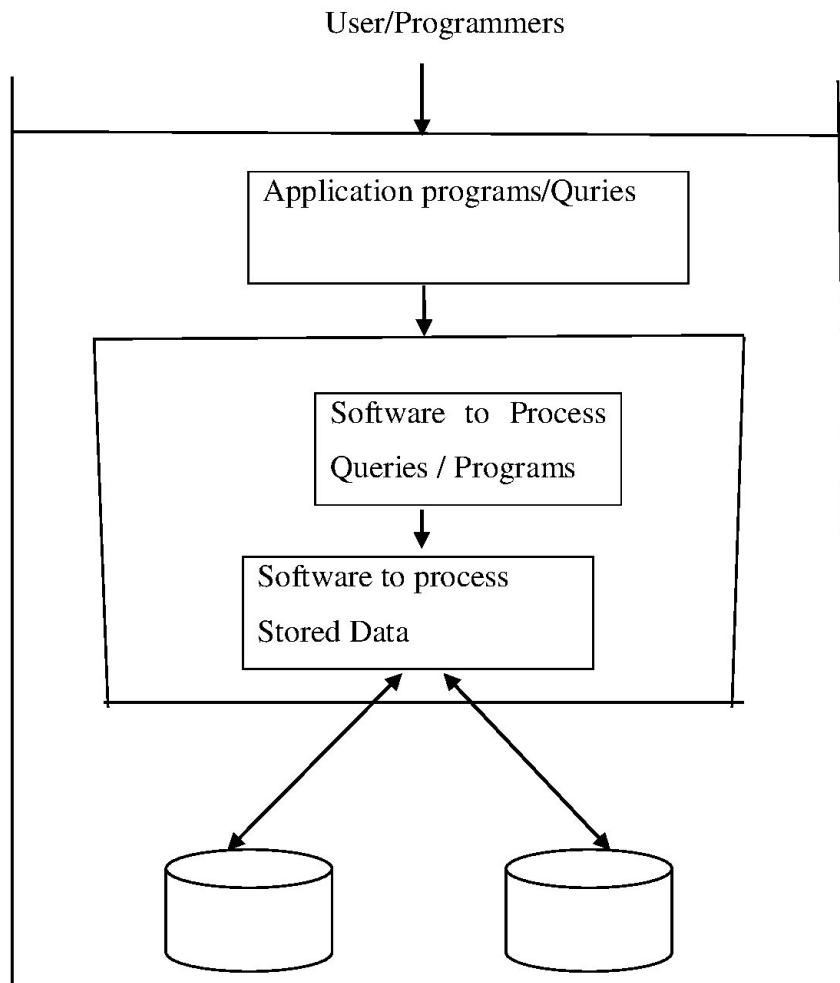 User/Programmers
Application programs/Quries
Software to Process
Queries / Programs
Software to process
Stored Data